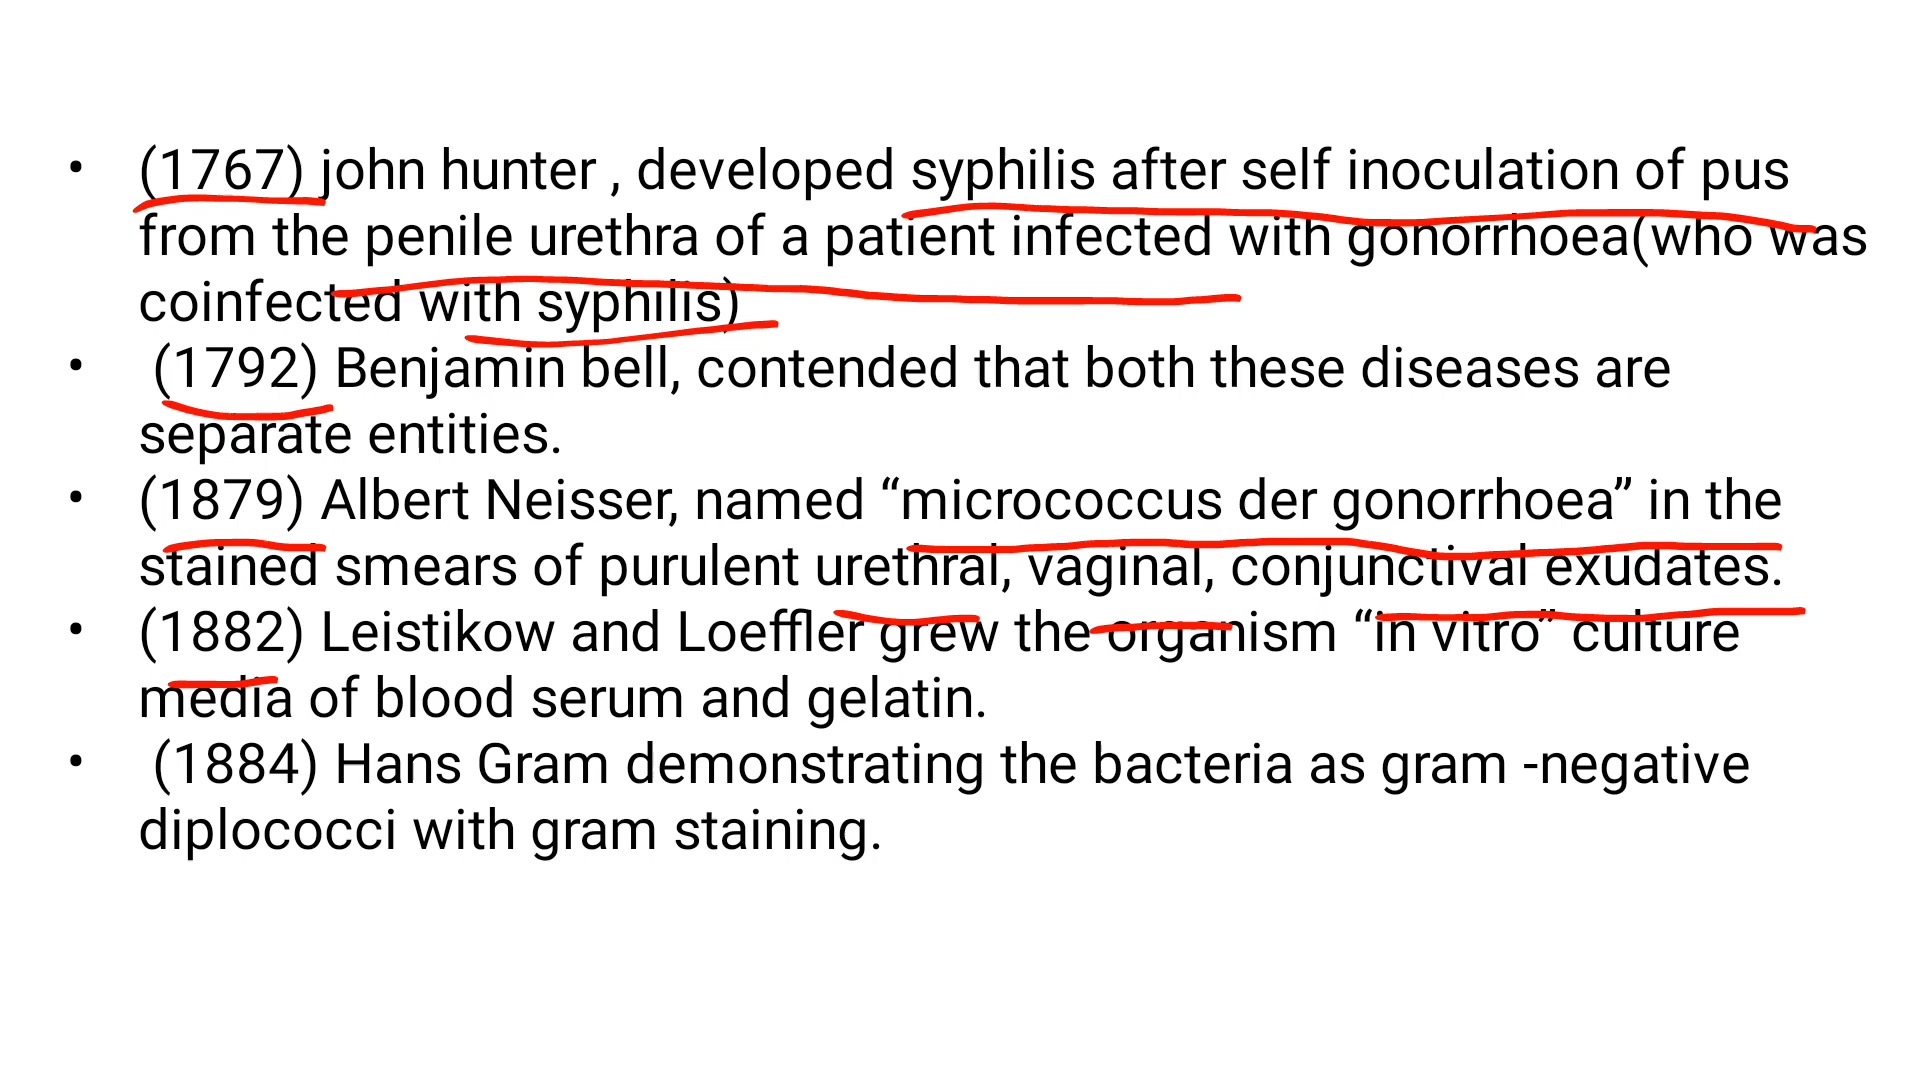 • (1767) john hunter , developed syphilis after self inoculation of pus
from the penile urethra of a patient infected with gonorrhoea(who was
coinfected with syphilis)
• (1792) Benjamin bell, contended that both these diseases are
separate entities.
• (1879) Albert Neisser, named “micrococcus der gonorrhoea” in the
stained smears of purulent urethral, vaginal, conjunctival exudates.
• (1882) Leistikow and Loeffler grew the organism “in vitro” culture
media of blood serum and gelatin.
• (1884) Hans Gram demonstrating the bacteria as gram -negative
diplococci with gram staining.